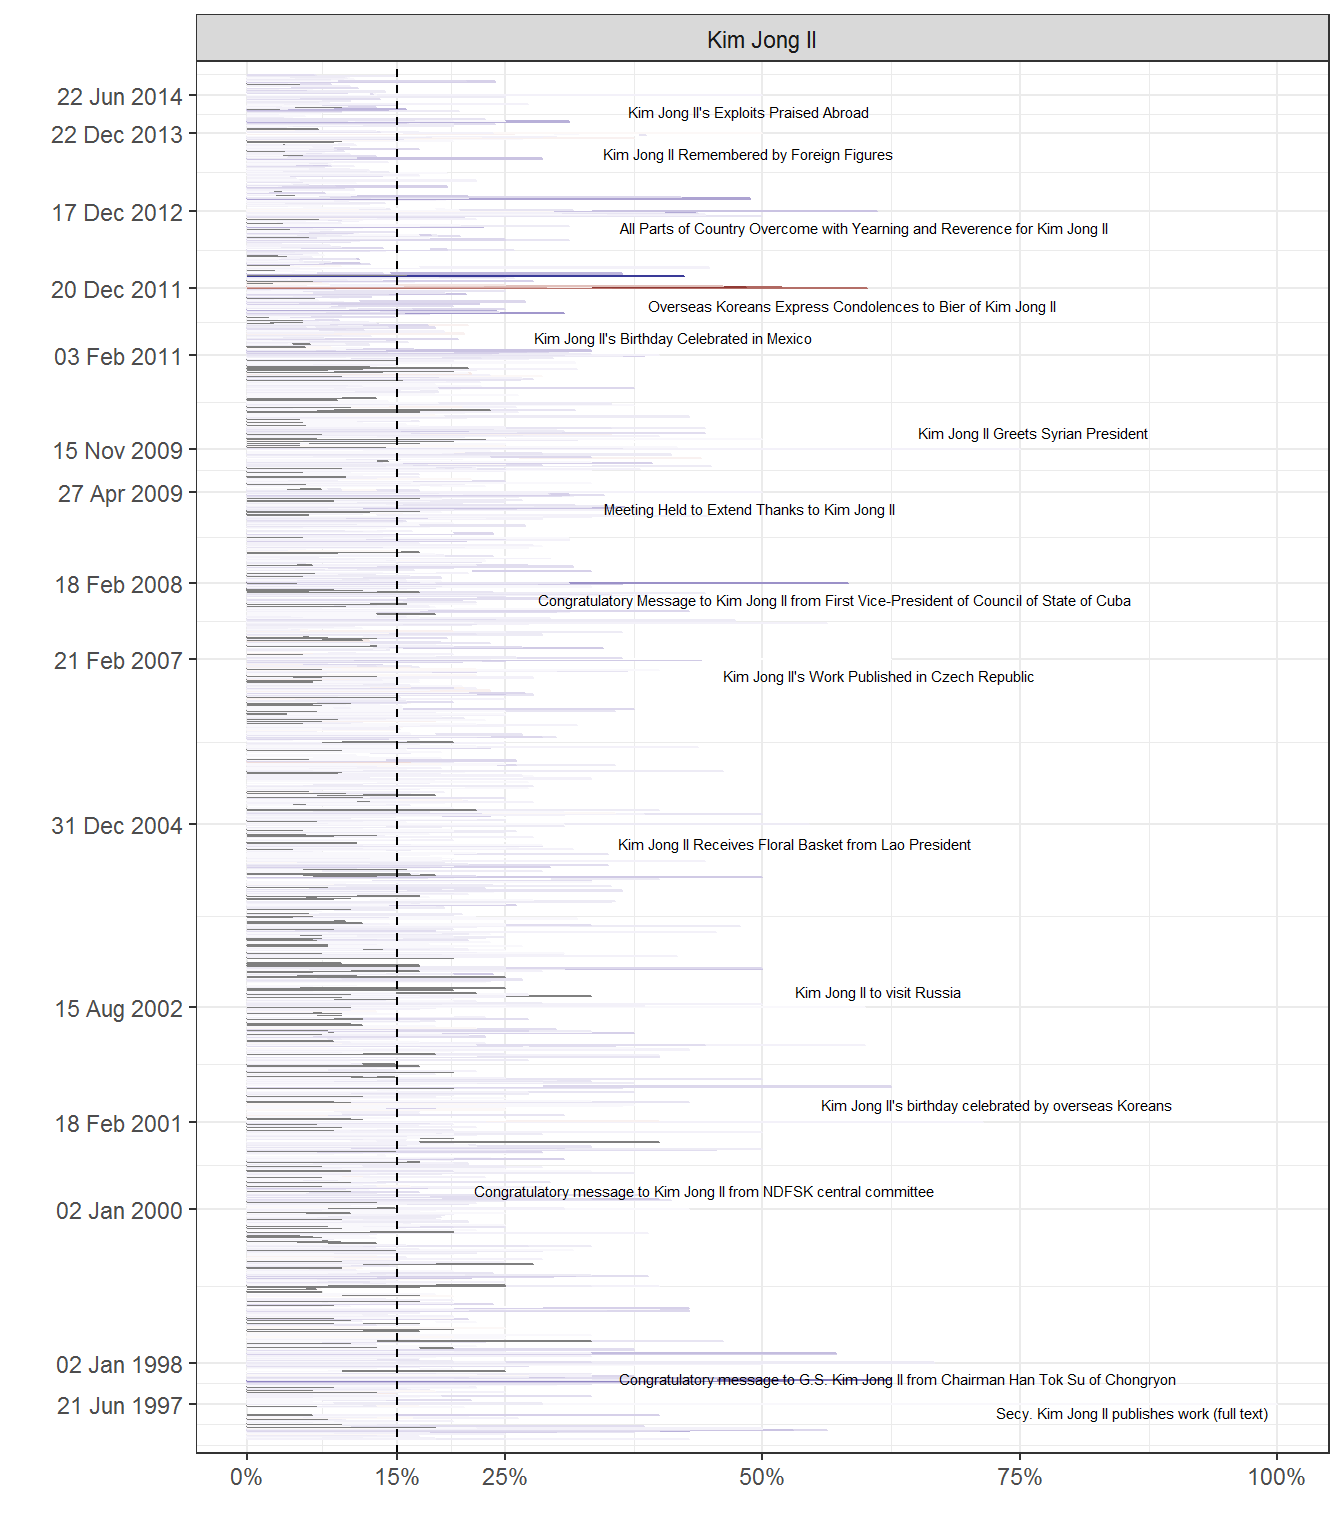 Kim Jong Il
22 Jun 2014
Kim Jong Il's Exploits Praised Abroad
22 Dec 2013
Kim Jong Il Remembered by Foreign Figures
17 Dec 2012
All Parts of Country Overcome with Yearning and Reverence for Kim Jong Il
20 Dec 2011
Overseas Koreans Express Condolences to Bier of Kim Jong Il
Kim Jong Il's Birthday Celebrated in Mexico
03 Feb 2011
Kim Jong Il Greets Syrian President
15 Nov 2009
27 Apr 2009
Meeting Held to Extend Thanks to Kim Jong Il
18 Feb 2008
Congratulatory Message to Kim Jong Il from First Vice-President of Council of State of Cuba
21 Feb 2007
Kim Jong Il's Work Published in Czech Republic
31 Dec 2004
Kim Jong Il Receives Floral Basket from Lao President
Kim Jong Il to visit Russia
15 Aug 2002
Kim Jong Il's birthday celebrated by overseas Koreans
18 Feb 2001
Congratulatory message to Kim Jong Il from NDFSK central committee
02 Jan 2000
02 Jan 1998
Congratulatory message to G.S. Kim Jong Il from Chairman Han Tok Su of Chongryon
21 Jun 1997
Secy. Kim Jong Il publishes work (full text)
0% 15% 25% 50% 75% 100%